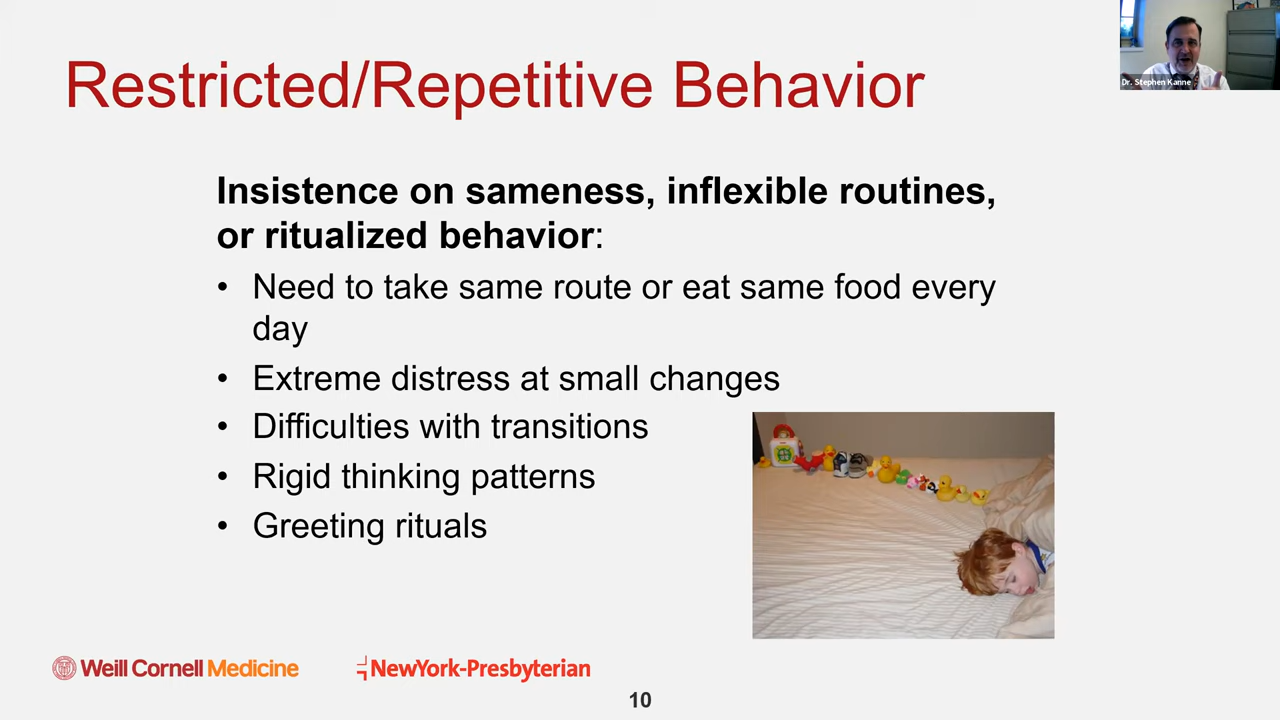 Dr. Stephen Kanne
Restricted/Repetitive Behavior
Insistence on sameness, inflexible routines,
or ritualized behavior:
• Need to take same route or eat same food every
day
• Extreme distress at small changes
• Difficulties with transitions
• Rigid thinking patterns
• Greeting rituals
Weill Cornell Medicine
NewYork-Presbyterian
10